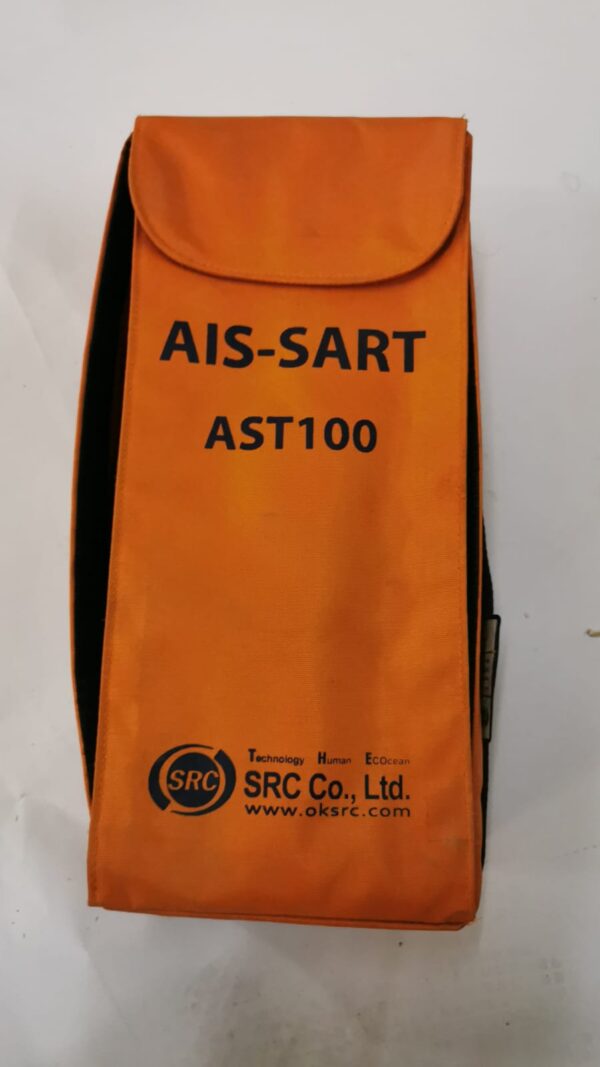 AIS-SART
AST100
SRC
Technology Human ECOcean
SRC Co., Ltd.
www.oksrc.com